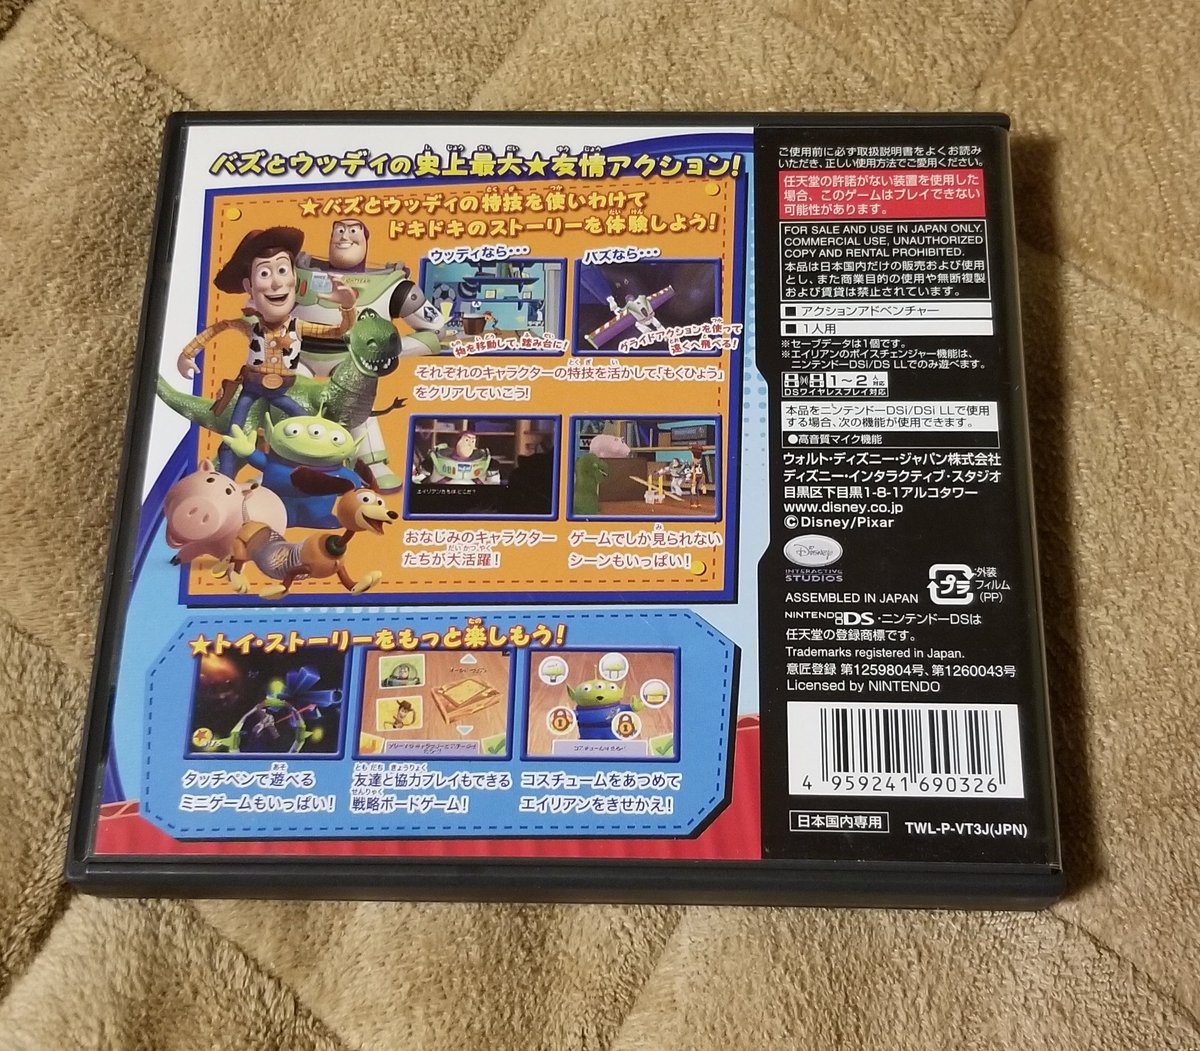 バズとウッディの史上最大★友情アクション!
★バズとウッディの特技を使いわけて
ドキドキのストーリーを体験しよう!
ウッディなら・・・
バズなら・・・
物を移動して、踏み台に!
グライドアクションを使って
遠くへ飛べる!
それぞれのキャラクターの特技を活かして、「もくひょう」
をクリアしていこう!
エイリアンたちは どこだ?
おなじみのキャラクター
たちが大活躍!
ゲームでしか見られない
シーンもいっぱい!
★トイ・ストーリーをもっと楽しもう!
タッチペンで遊べる
ミニゲームもいっぱい!
友達と協力プレイもできる
戦略ボードゲーム!
コスチュームをあつめて
エイリアンをきせかえ!
ご使用前に必ず取扱説明書をよくお読み
いただき、正しい使用方法でご愛用ください。
任天堂の許諾がない装置を使用した
場合、このゲームはプレイできない
可能性があります。
FOR SALE AND USE IN JAPAN ONLY.
COMMERCIAL USE, UNAUTHORIZED
COPY AND RENTAL PROHIBITED.
本品は日本国内だけの販売および使用
とし、また商業目的の使用や無断複製
および賃貸は禁止されています。
■ アクションアドベンチャー
■ 1人用
※セーブデータは1個です。
※エイリアンのボイスチェンジャー機能は、
ニンテンドーDSi/DSi LLでのみ遊べます。
1~2人対応
DSワイヤレスプレイ対応
本品をニンテンドーDSi/DSi LLで使用
する場合、次の機能が使用できます。
●高音質マイク機能
ウォルト・ディズニー・ジャパン株式会社
ディズニー・インタラクティブ・スタジオ
目黒区下目黒1-8-1アルコタワー
www.disney.co.jp
©Disney/Pixar
Disney
INTERACTIVE
STUDIOS
プラ
外装
フィルム
(PP)
ASSEMBLED IN JAPAN
NINTENDO DS・ニンテンドーDSは
任天堂の登録商標です。
Trademarks registered in Japan.
意匠登録 第1259804号、第1260043号
Licensed by NINTENDO
4 959241 690326
日本国内専用
TWL-P-VT3J(JPN)